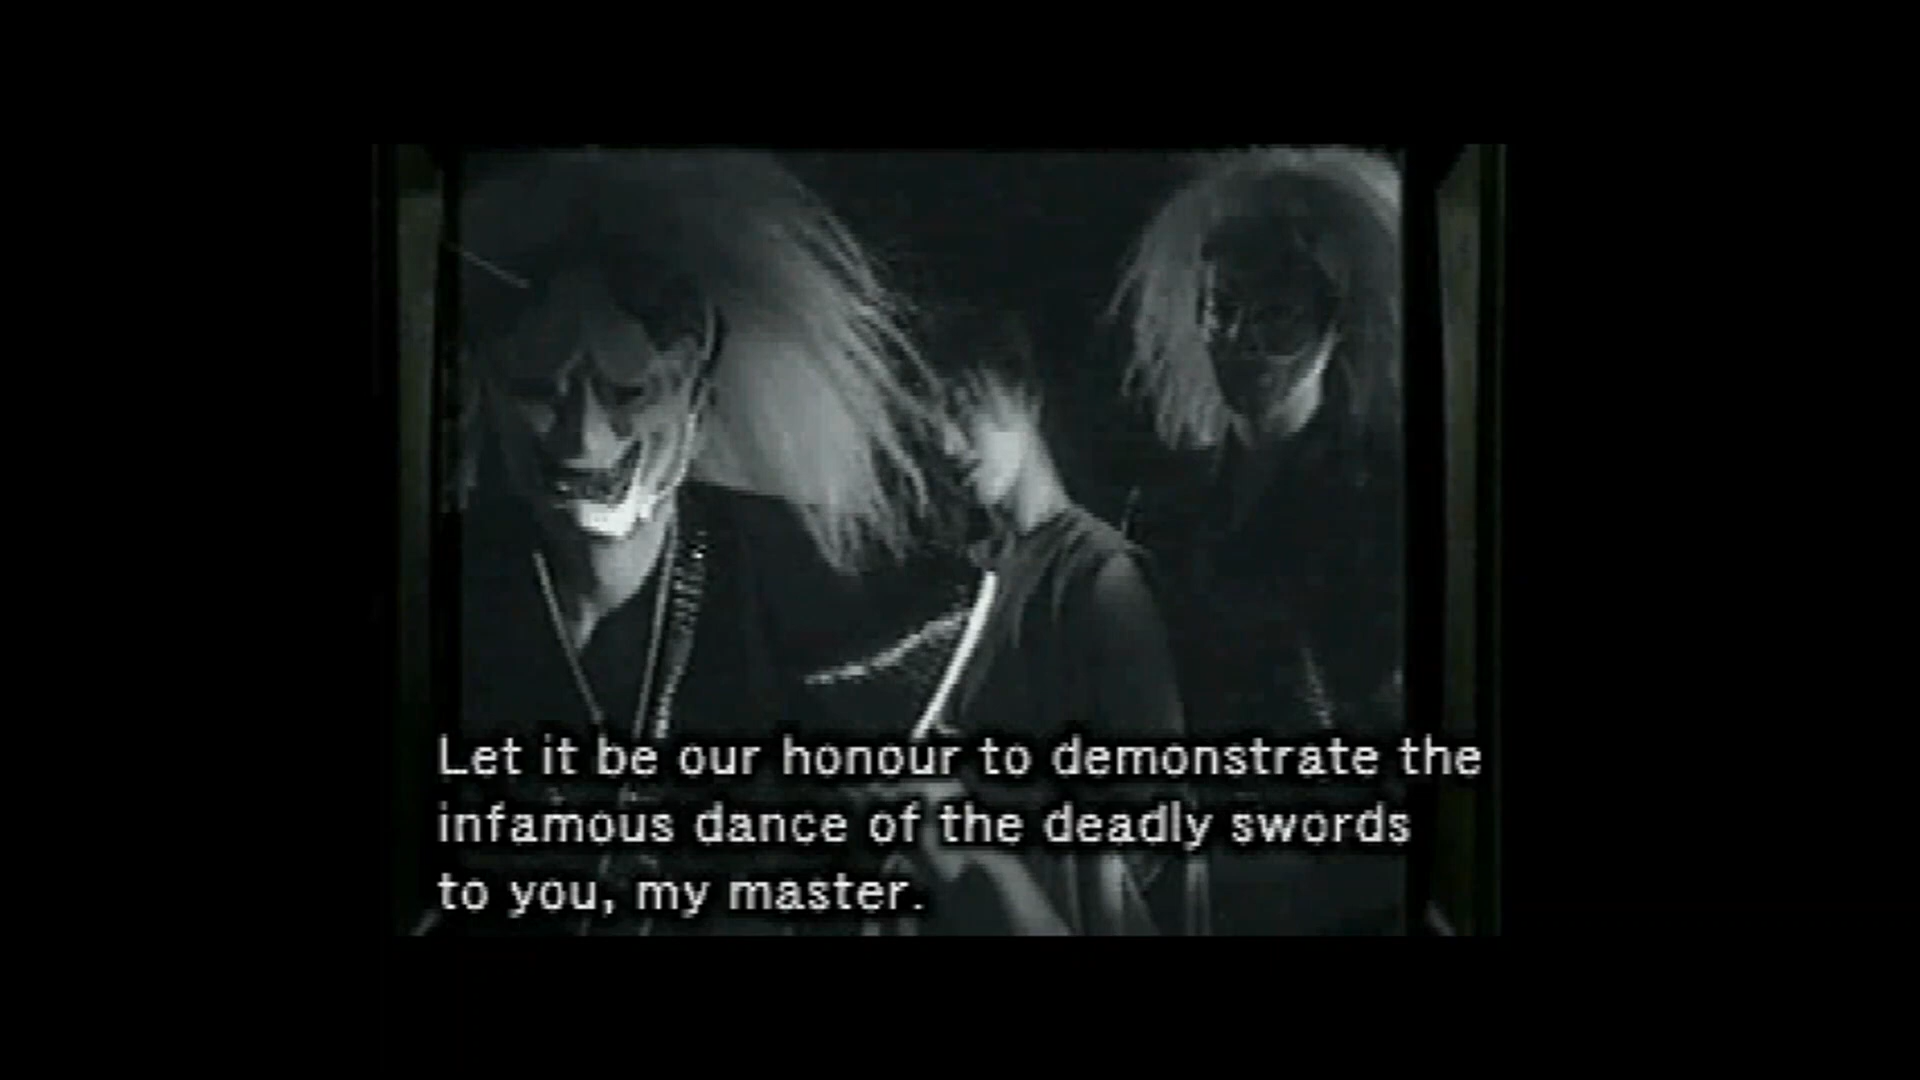 Let it be our honour to demonstrate the
infamous dance of the deadly swords
to you, my master.